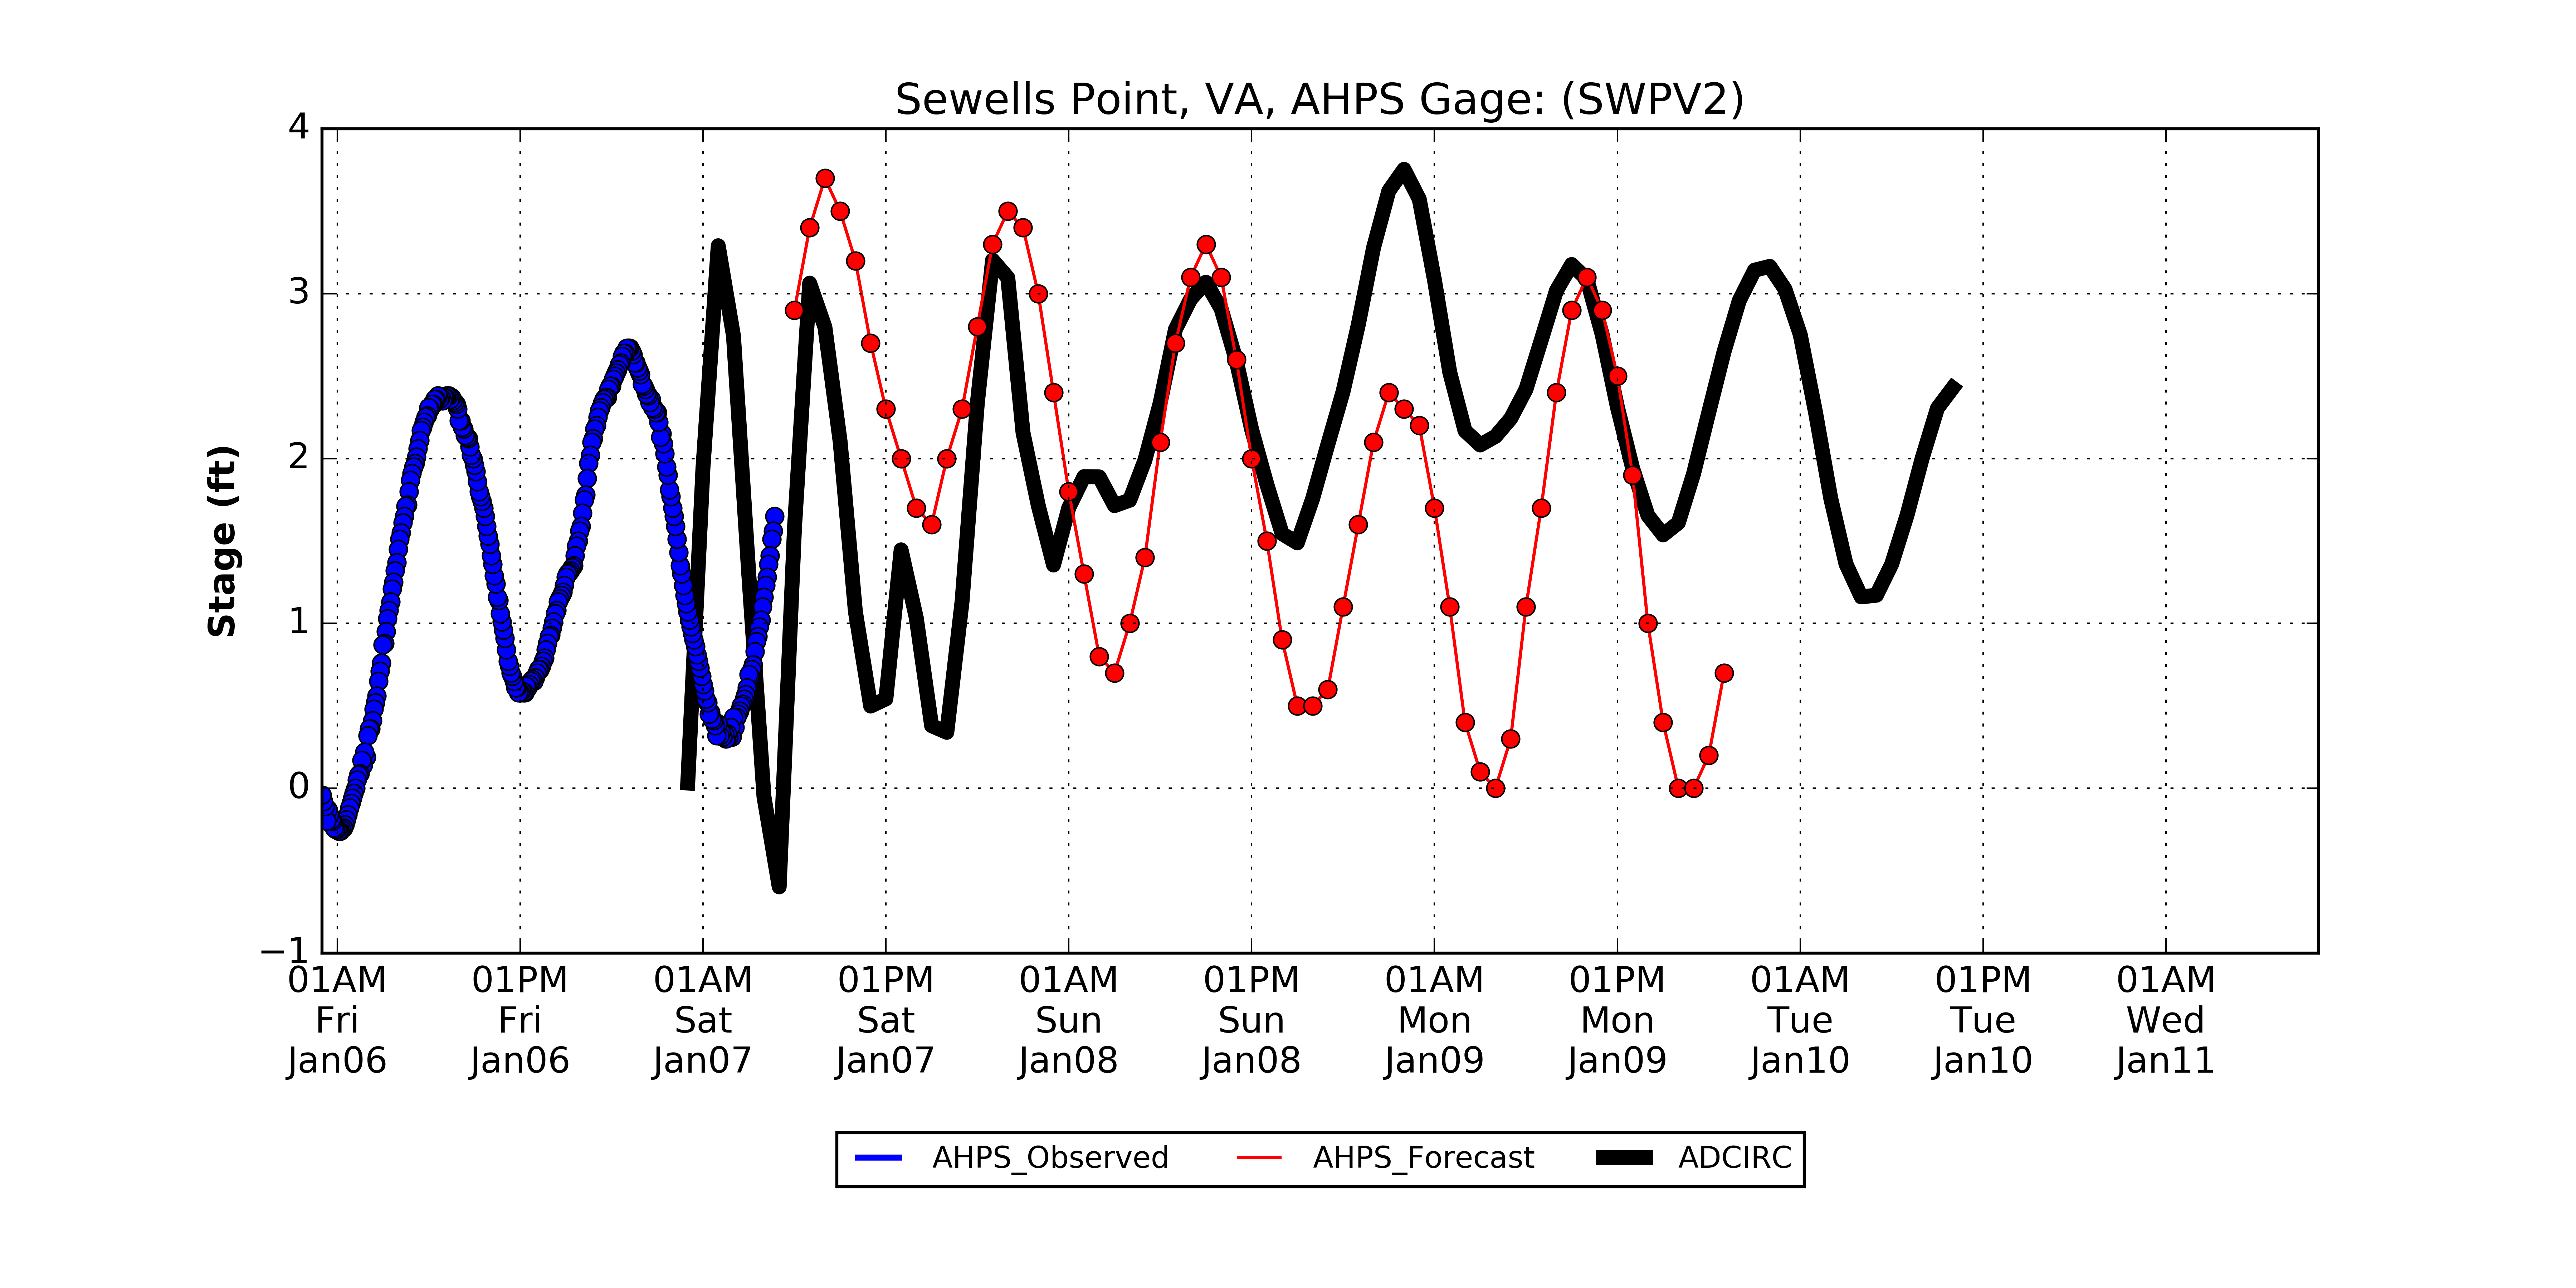 Sewells Point, VA, AHPS Gage: (SWPV2)
Stage (ft)
4
3
2
1
0
−1
01AM 01PM 01AM 01PM 01AM 01PM 01AM 01PM 01AM 01PM 01AM
Fri Fri Sat Sat Sun Sun Mon Mon Tue Tue Wed
Jan06 Jan06 Jan07 Jan07 Jan08 Jan08 Jan09 Jan09 Jan10 Jan10 Jan11
AHPS_Observed AHPS_Forecast ADCIRC